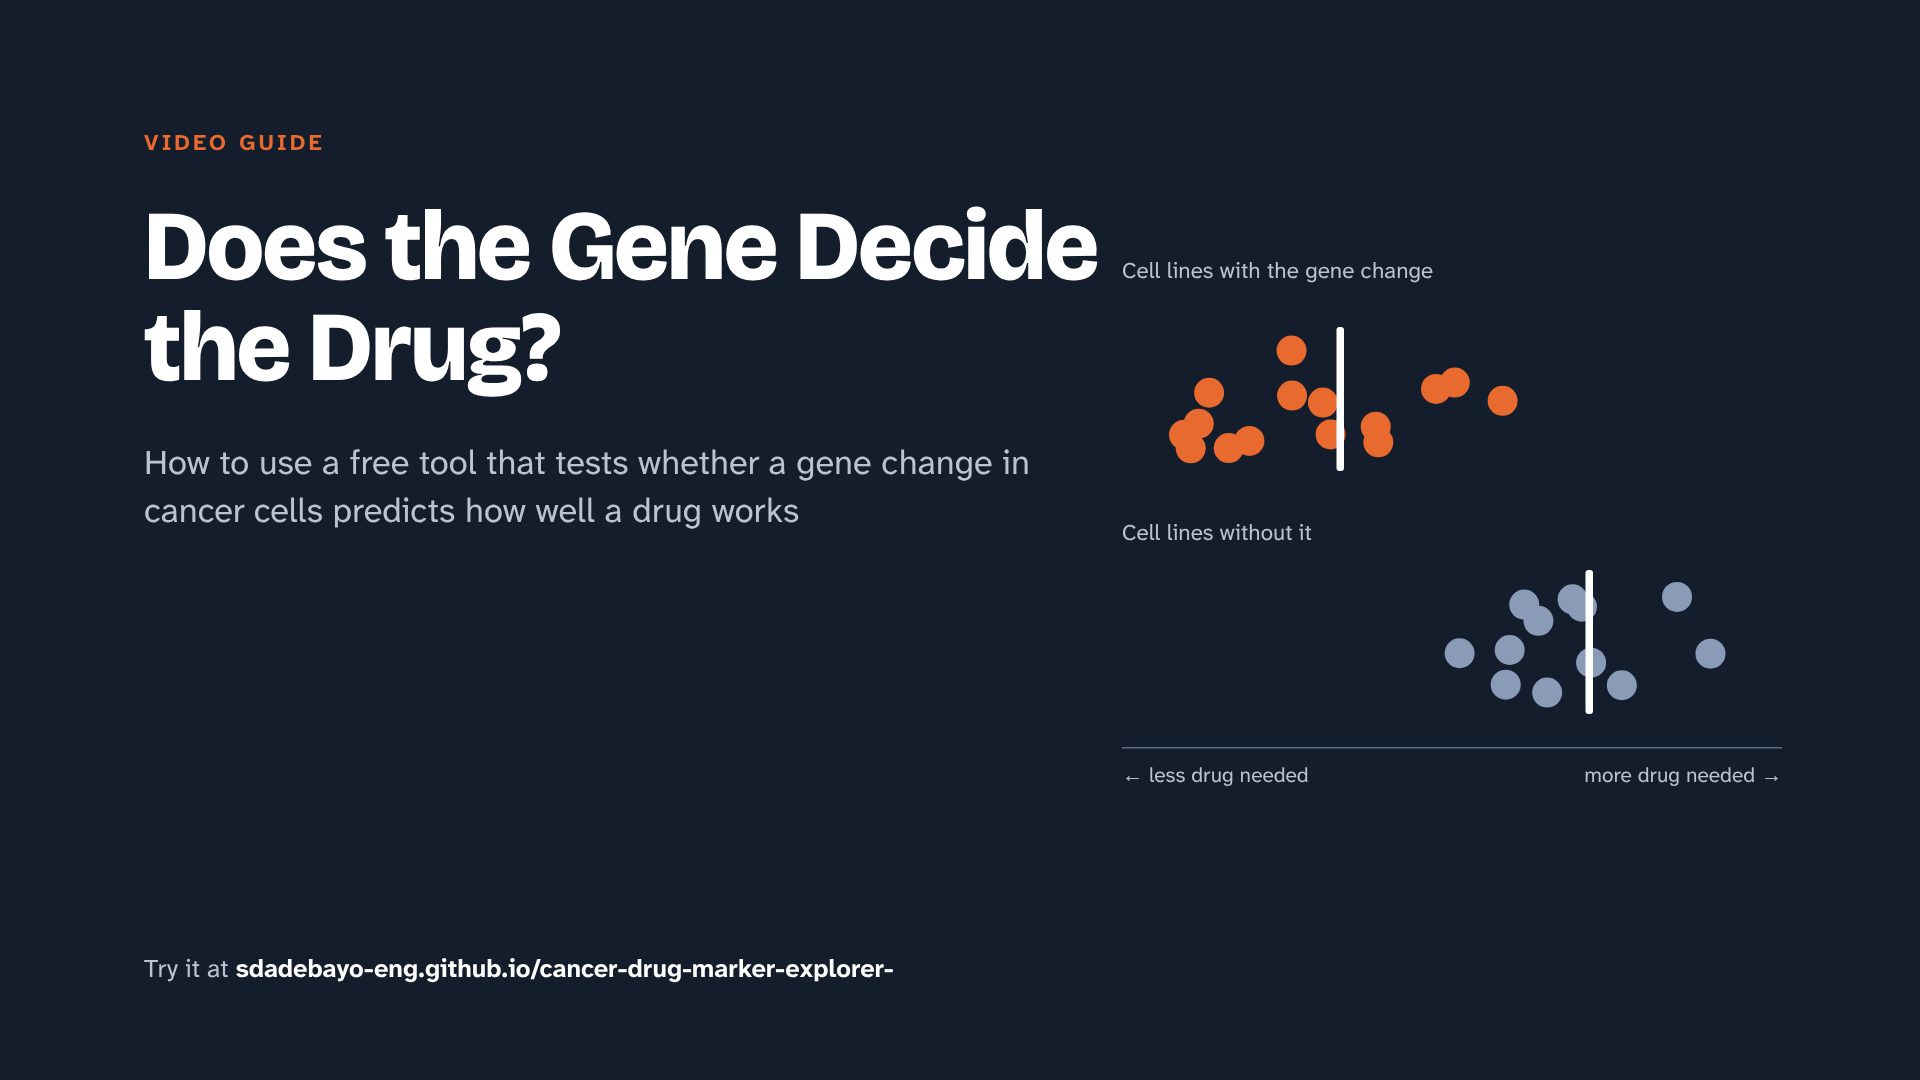 VIDEO GUIDE
Does the Gene Decide
the Drug?
How to use a free tool that tests whether a gene change in
cancer cells predicts how well a drug works
Cell lines with the gene change
Cell lines without it
← less drug needed
more drug needed →
Try it at sdadebayo-eng.github.io/cancer-drug-marker-explorer-